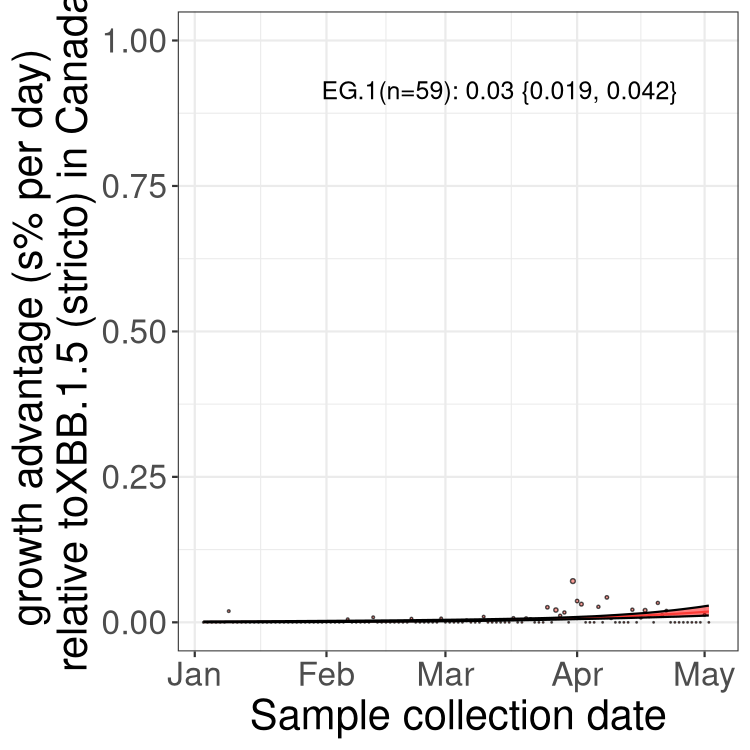 growth advantage (s% per day)
relative toXBB.1.5 (stricto) in Canada
1.00
0.75
0.50
0.25
0.00
EG.1(n=59): 0.03 {0.019, 0.042}
Jan Feb Mar Apr May
Sample collection date